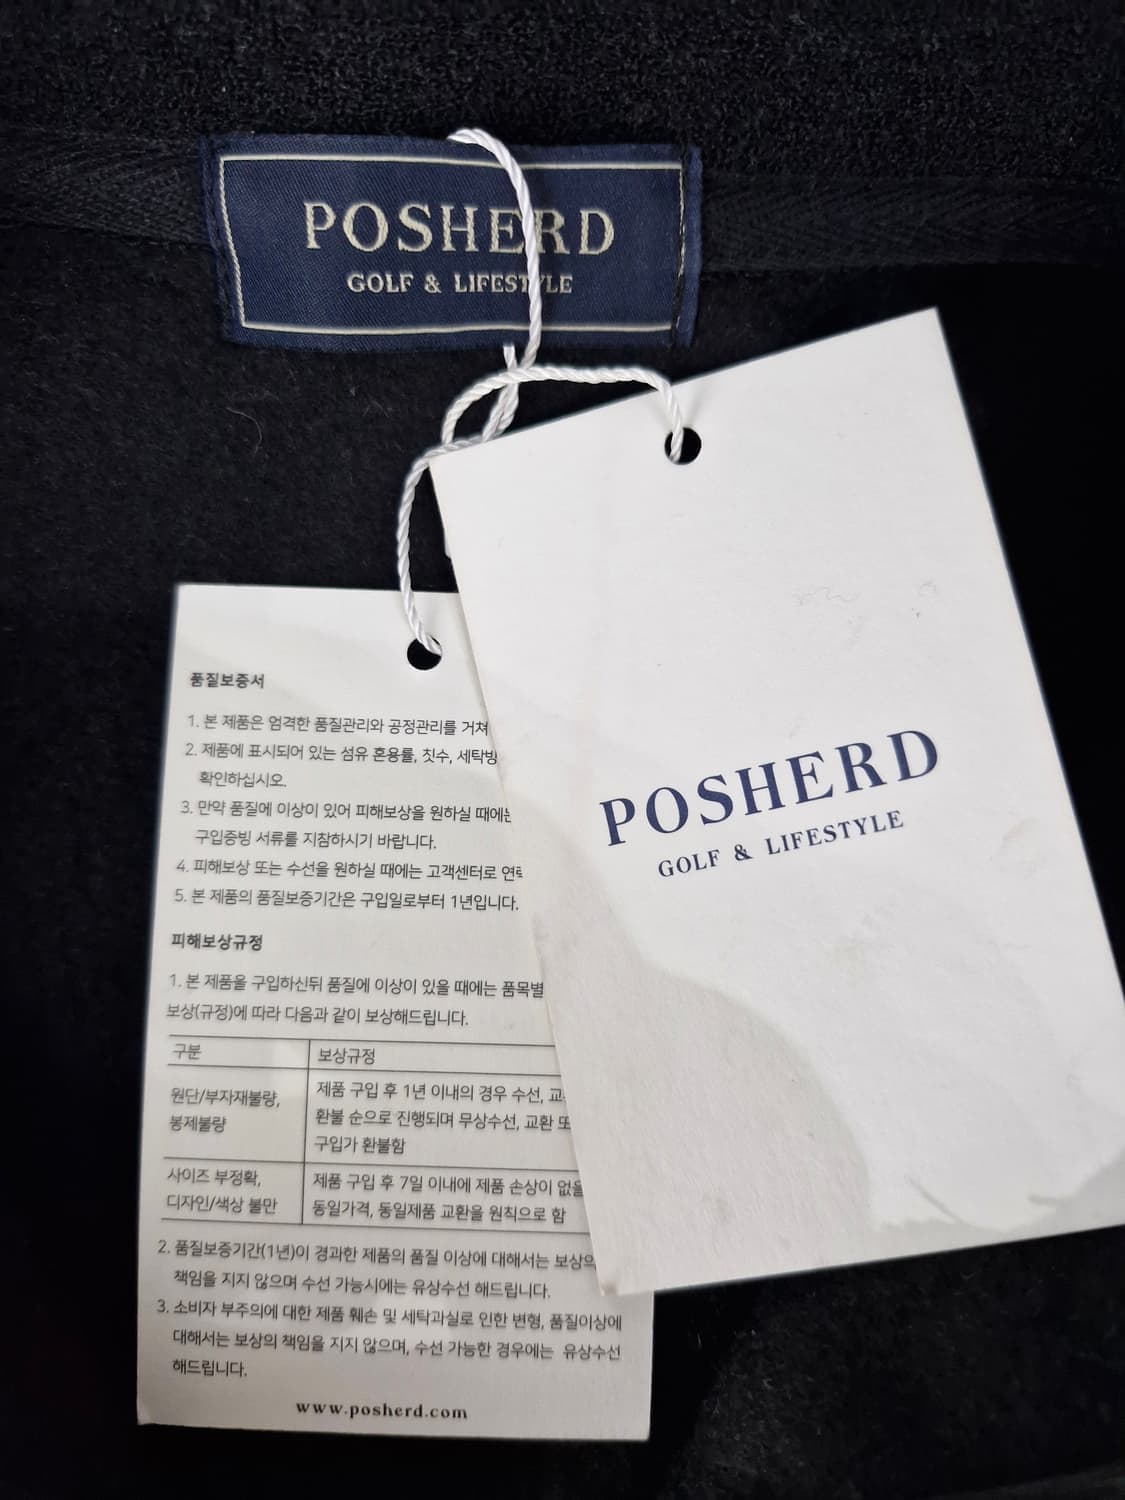 POSHERD
GOLF & LIFESTYLE
POSHERD
GOLF & LIFESTYLE
품질보증서
1. 본 제품은 엄격한 품질관리와 공정관리를 거쳐
2. 제품에 표시되어 있는 섬유 혼용률, 칫수,
확인하십시오.
3. 만약 품질에 이상이 있어 피해보상을 원하실
구입증빙 서류를 지참하시기 바랍니다.
4. 피해보상 또는 수선을 원하실 때에는 고객센터로
5. 본 제품의 품질보증기간은 구입일로부터 1년입니다.
피해보상규정
1. 본 제품을 구입하신뒤 품질에 이상이 있을 때에는 품목별
보상(규정)에 따라 다음과 같이 보상해드립니다.
구분 보상규정
원단/부자재불량,
봉제불량
제품 구입 후 1년 이내의 경우 수선,
환불 순으로 진행되며 무상수선, 교환
구입가 환불함
사이즈 부정확,
디자인/색상 불만
제품 구입 후 7일 이내에 제품 손상이
동일가격, 동일제품 교환을 원칙으로 함
2. 품질보증기간(1년)이 경과한 제품의 품질 이상에 대해서는
책임을 지지 않으며 수선 가능시에는 유상수선 해드립니다.
3. 소비자 부주의에 대한 제품 훼손 및 세탁과실로 인한 변형, 품질이상에
대해서는 보상의 책임을 지지 않으며, 수선 가능한 경우에는 유상수선
해드립니다.
www.posherd.com